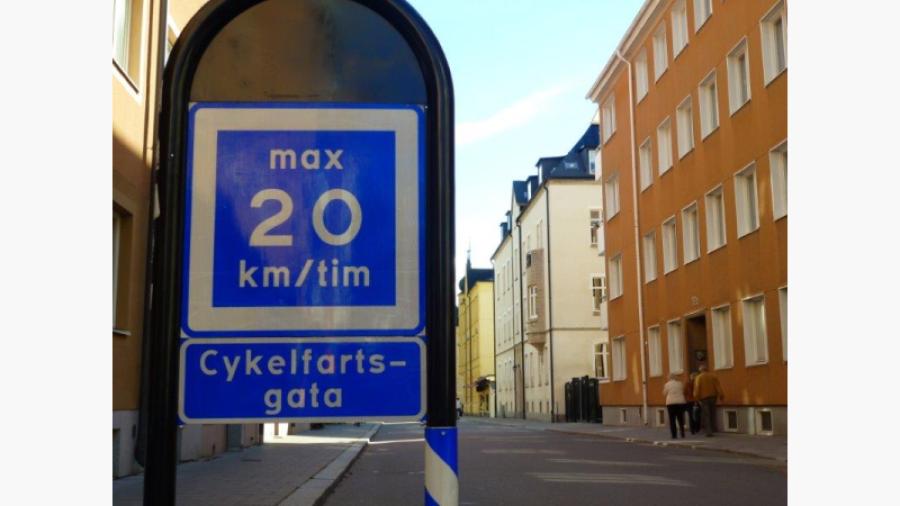 max
20
km/tim
Cykelfarts-
gata